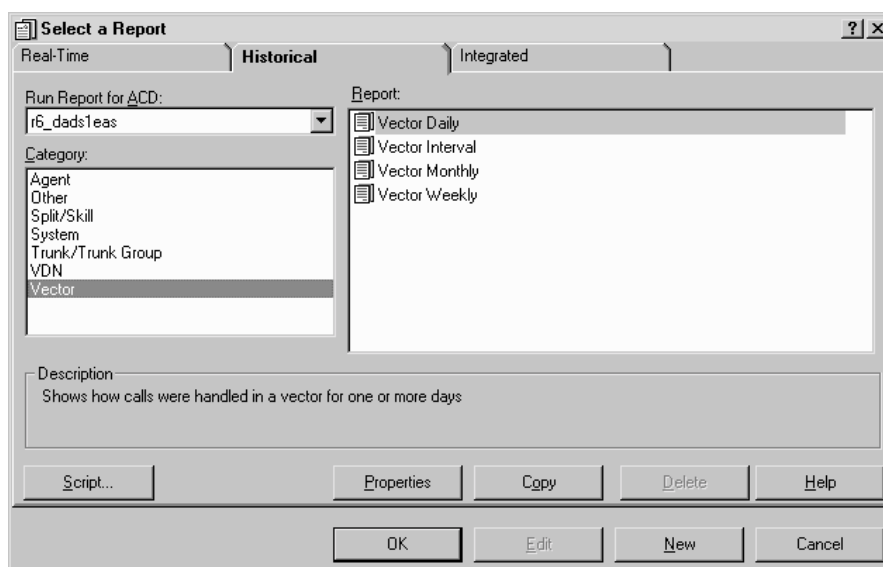 Select a Report
?
Real-Time
Historical
Integrated
Run Report for ACD:
r6_dads1eas
Category:
Agent
Other
Split/Skill
System
Trunk/Trunk Group
VDN
Vector
Report:
Vector Daily
Vector Interval
Vector Monthly
Vector Weekly
Description
Shows how calls were handled in a vector for one or more days
Script...
Properties
Copy
Delete
Help
OK
Edit
New
Cancel